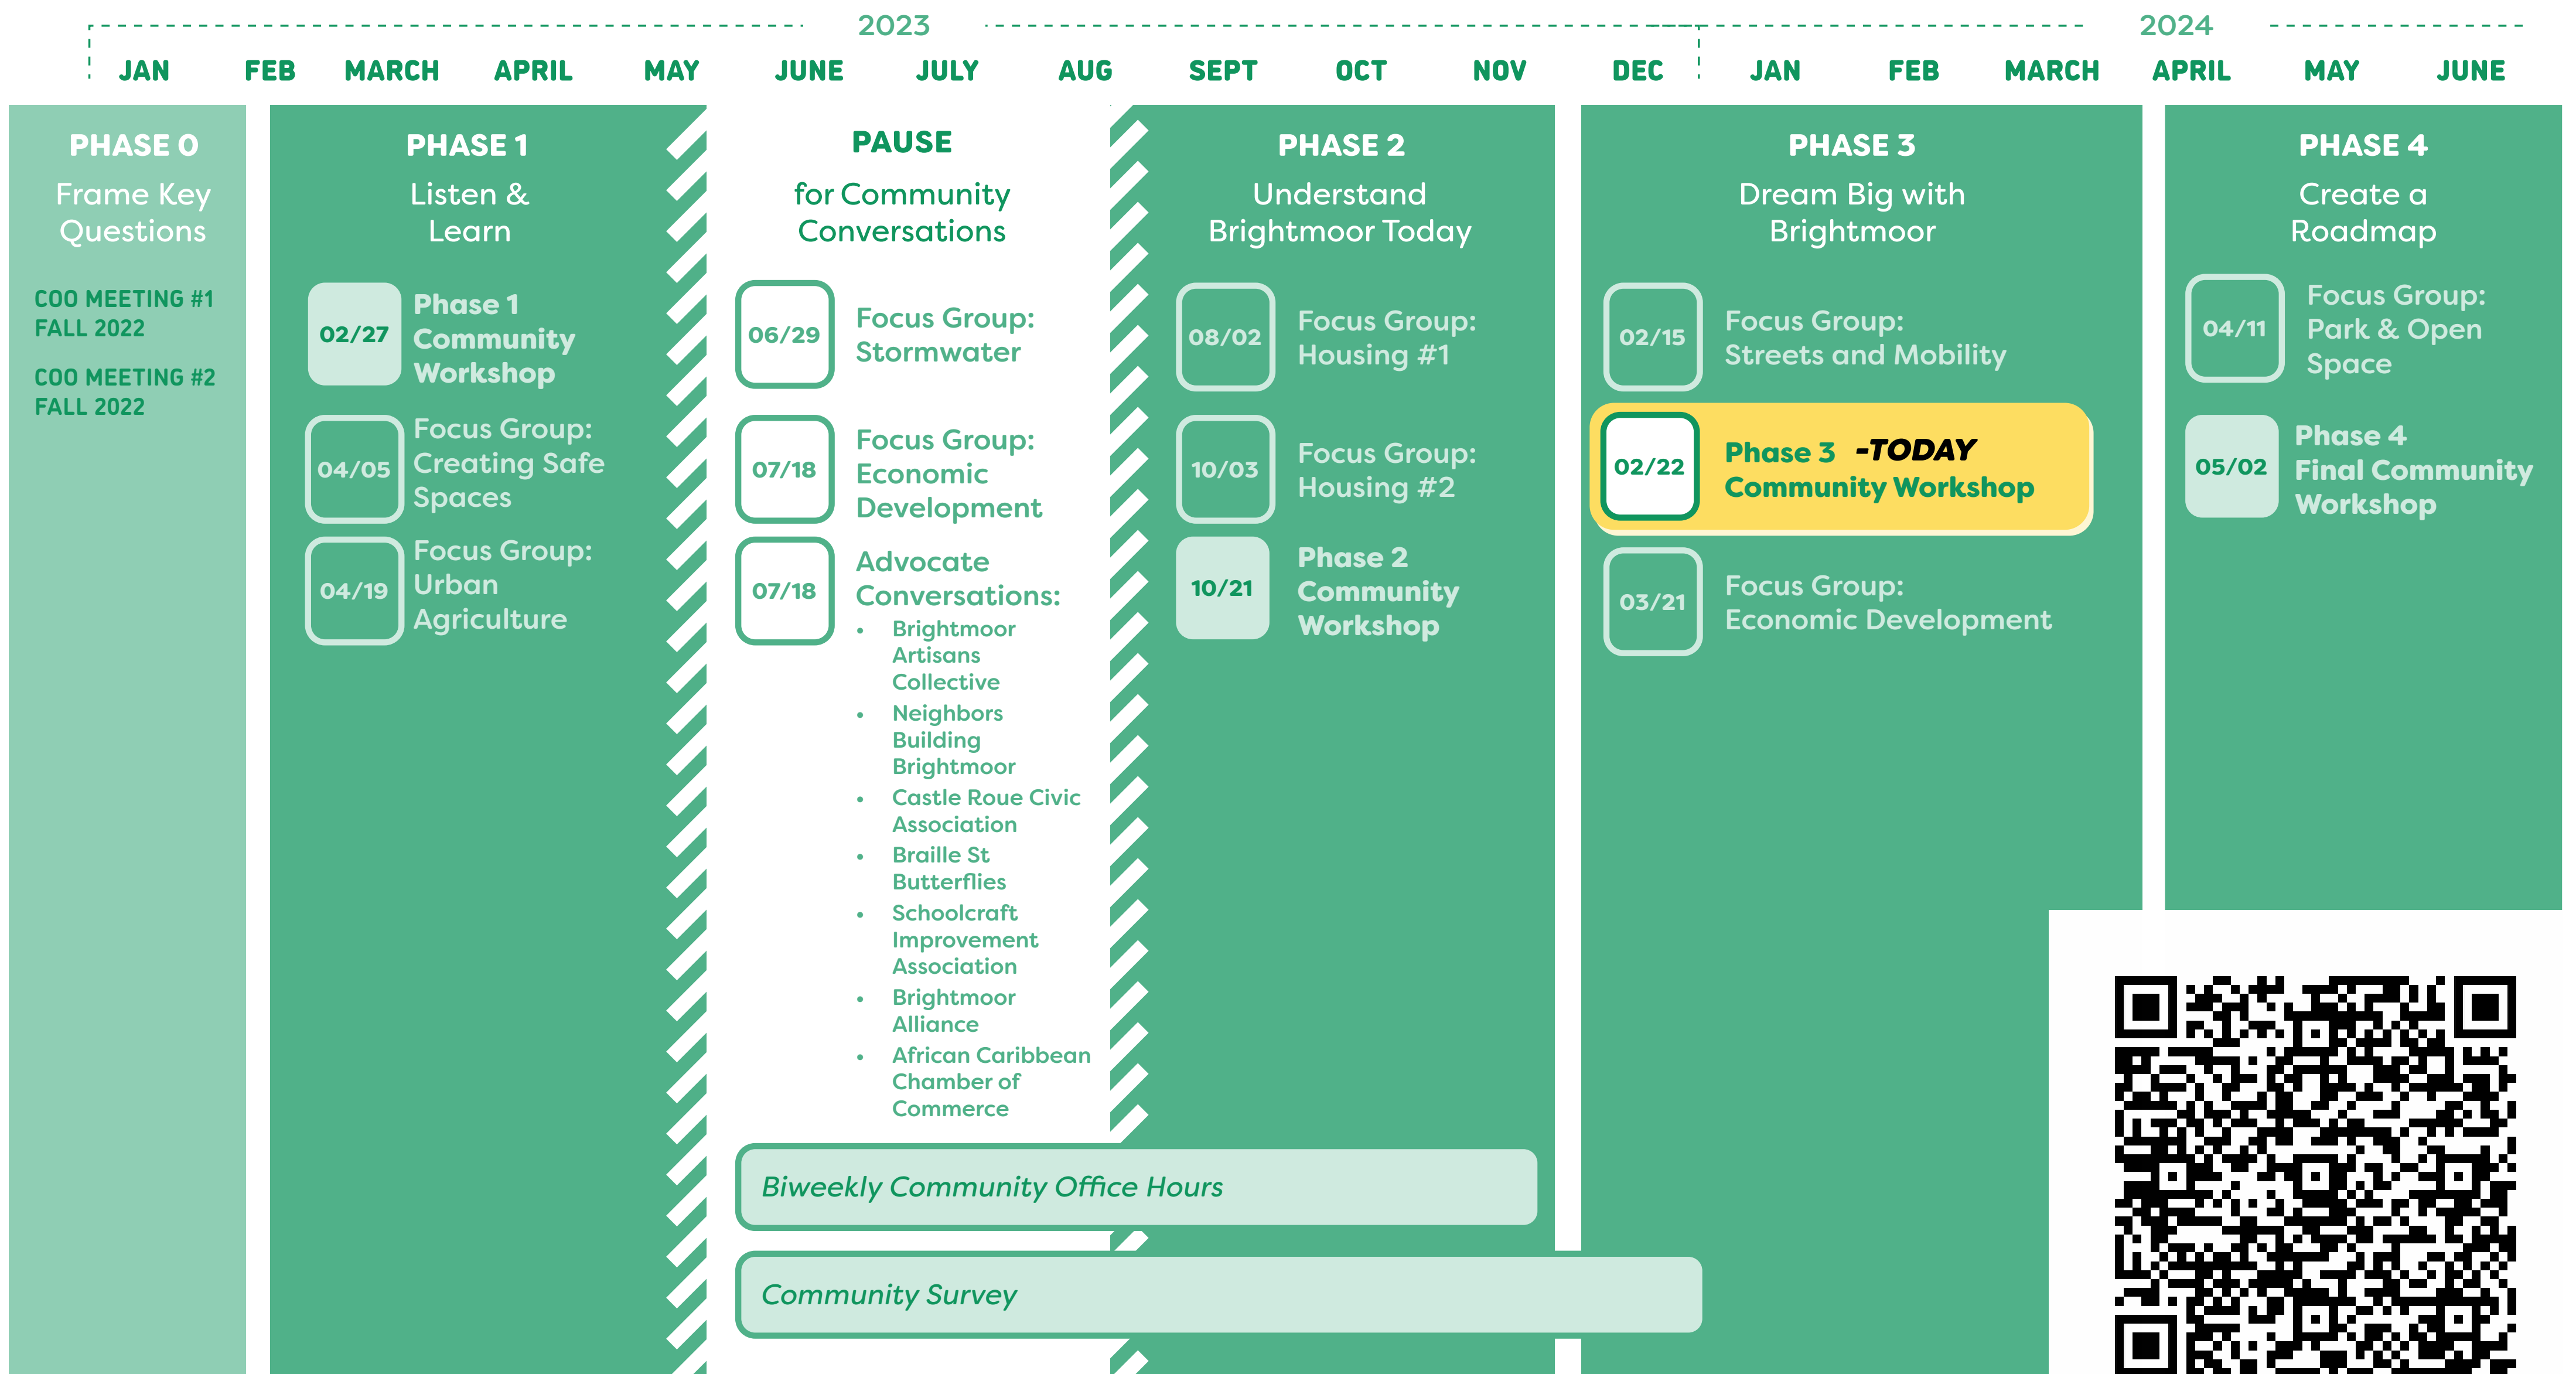 2023
2024
JAN
FEB
MARCH
APRIL
MAY
JUNE
JULY
AUG
SEPT
OCT
NOV
DEC
JAN
FEB
MARCH
APRIL
MAY
JUNE
PHASE 0
Frame Key
Questions
COO MEETING #1
FALL 2022
COO MEETING #2
FALL 2022
PHASE 1
Listen &
Learn
02/27
Phase 1
Community
Workshop
04/05
Focus Group:
Creating Safe
Spaces
04/19
Focus Group:
Urban
Agriculture
PAUSE
for Community
Conversations
06/29
Focus Group:
Stormwater
07/18
Focus Group:
Economic
Development
07/18
Advocate
Conversations:
• Brightmoor
Artisans
Collective
• Neighbors
Building
Brightmoor
• Castle Roue Civic
Association
• Braille St
Butterflies
• Schoolcraft
Improvement
Association
• Brightmoor
Alliance
• African Caribbean
Chamber of
Commerce
PHASE 2
Understand
Brightmoor Today
08/02
Focus Group:
Housing #1
10/03
Focus Group:
Housing #2
10/21
Phase 2
Community
Workshop
PHASE 3
Dream Big with
Brightmoor
02/15
Focus Group:
Streets and Mobility
02/22
Phase 3 -TODAY
Community Workshop
03/21
Focus Group:
Economic Development
PHASE 4
Create a
Roadmap
04/11
Focus Group:
Park & Open
Space
05/02
Phase 4
Final Community
Workshop
Biweekly Community Office Hours
Community Survey